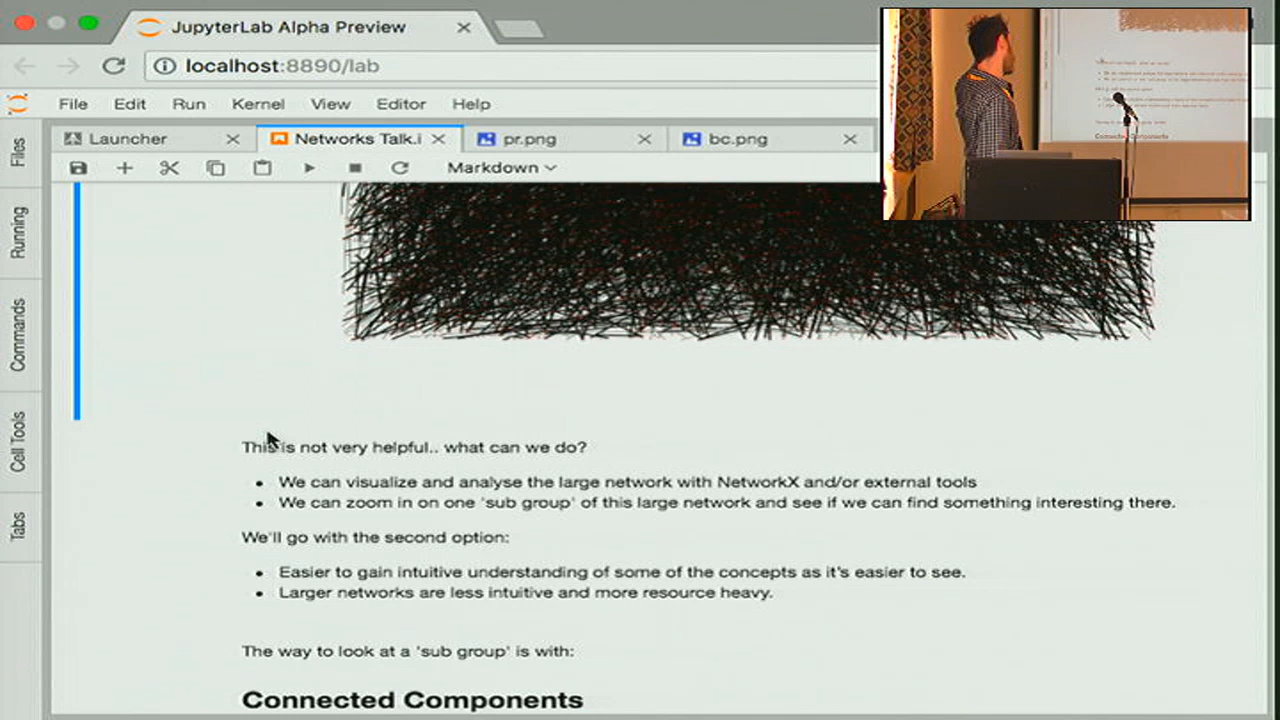 JupyterLab Alpha Preview
localhost:8890/lab
File Edit Run Kernel View Editor Help
Launcher Networks Talk.i pr.png bc.png
Markdown
Files
Running
Commands
Cell Tools
Tabs
This is not very helpful.. what can we do?
• We can visualize and analyse the large network with NetworkX and/or external tools
• We can zoom in on one 'sub group' of this large network and see if we can find something interesting there.
We'll go with the second option:
• Easier to gain intuitive understanding of some of the concepts as it's easier to see.
• Larger networks are less intuitive and more resource heavy.
The way to look at a 'sub group' is with:
Connected Components